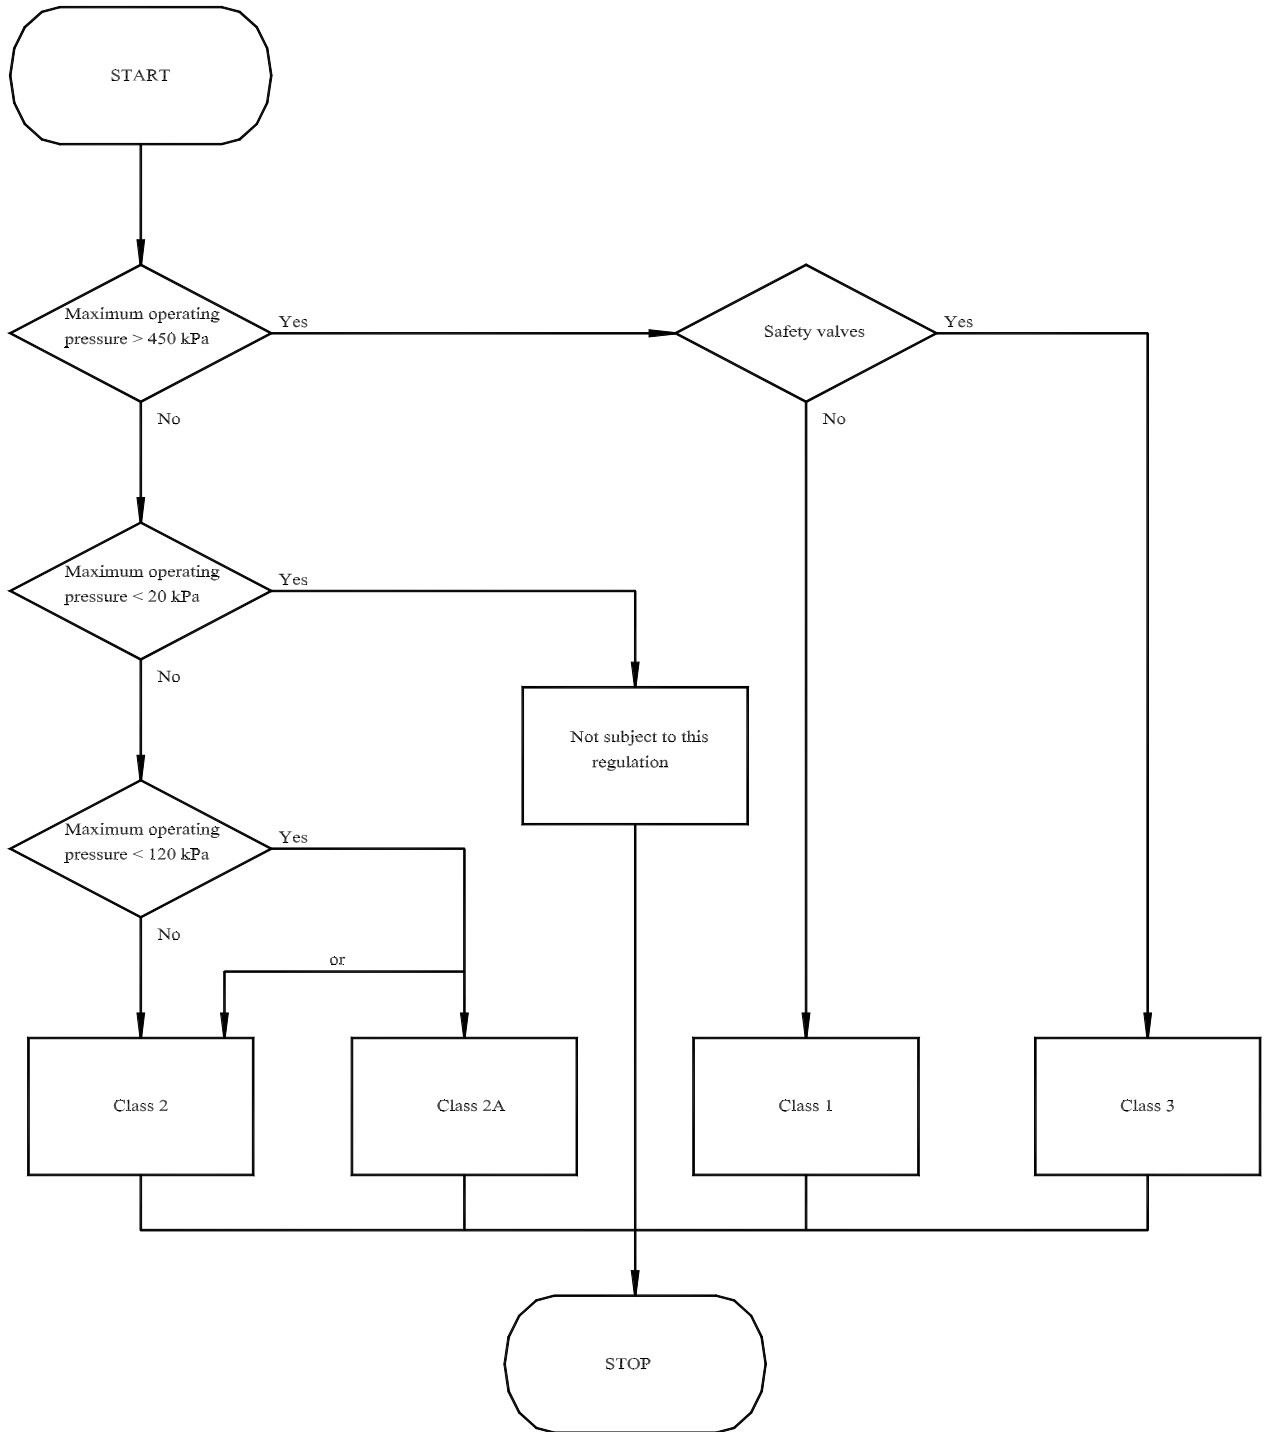 START
Maximum operating
pressure > 450 kPa
Yes
Safety valves
Yes
No
No
Maximum operating
pressure < 20 kPa
Yes
No
Not subject to this
regulation
Maximum operating
pressure < 120 kPa
Yes
No
or
Class 2
Class 2A
Class 1
Class 3
STOP